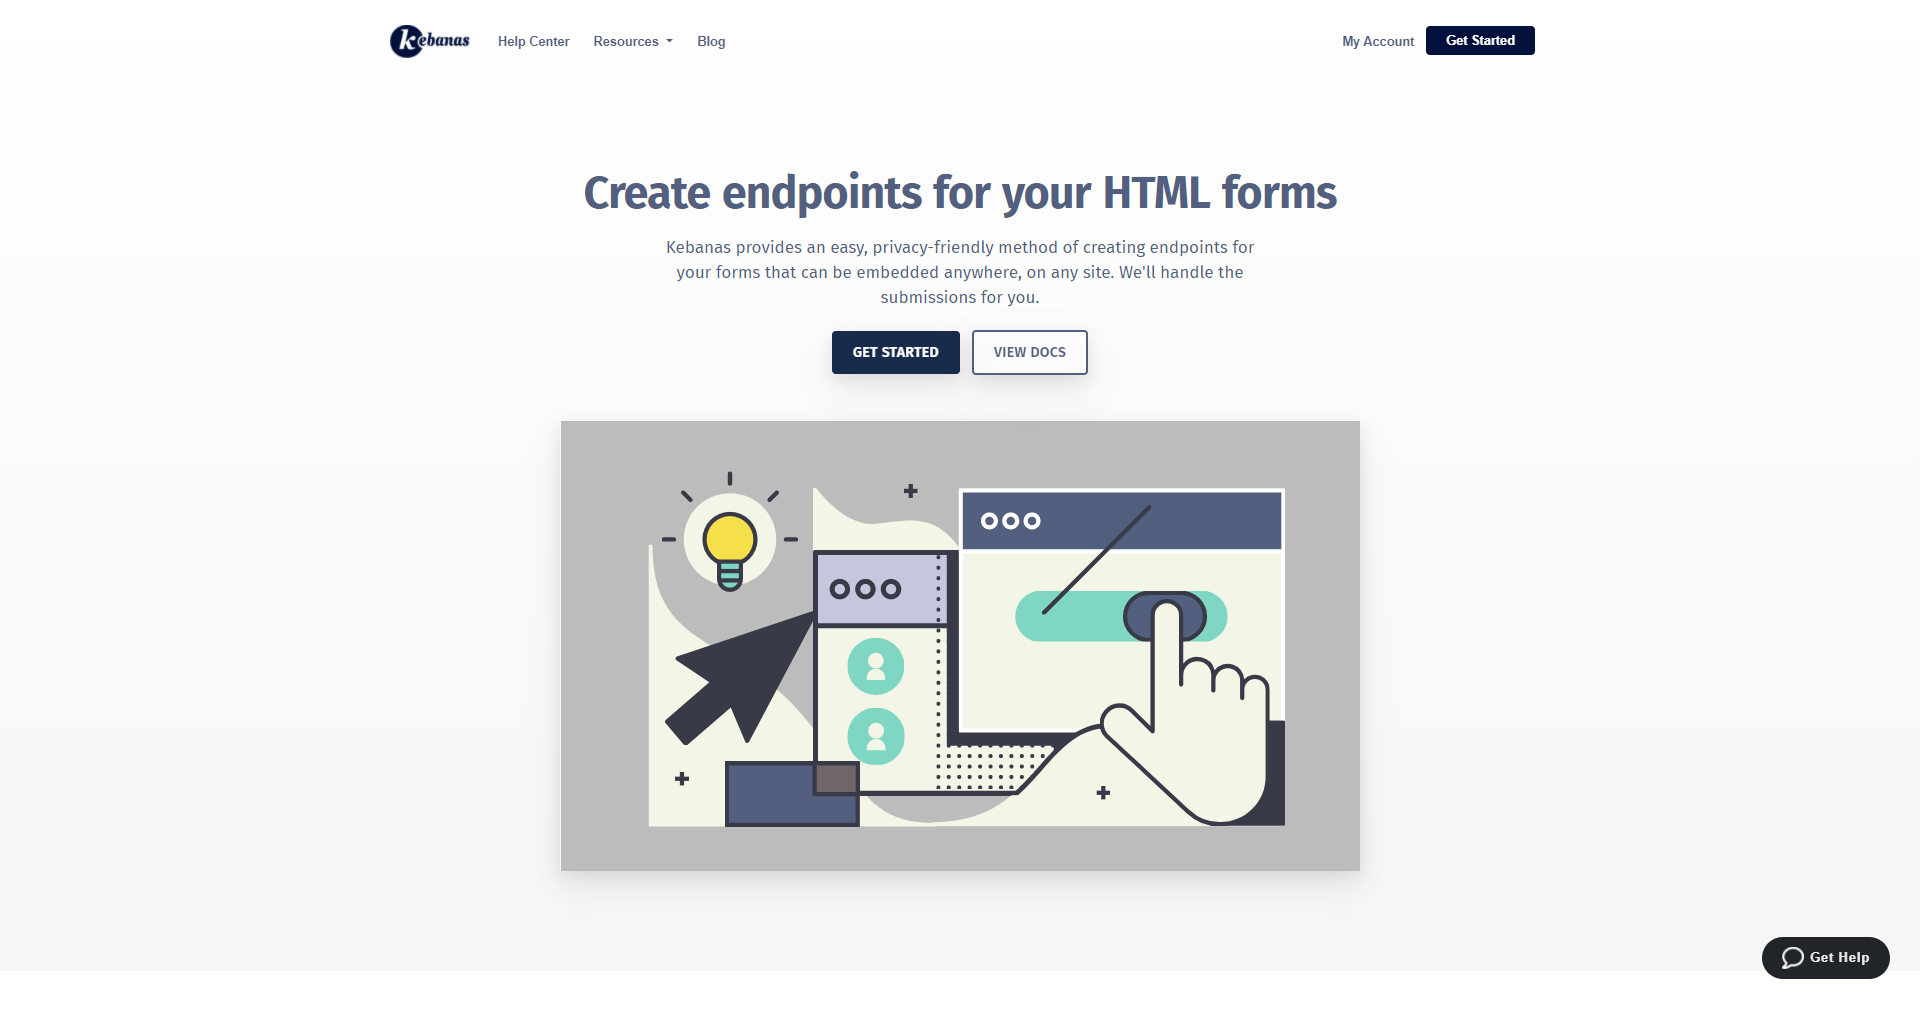 kebanas
Help Center
Resources
Blog
My Account
Get Started
Create endpoints for your HTML forms
Kebanas provides an easy, privacy-friendly method of creating endpoints for
your forms that can be embedded anywhere, on any site. We'll handle the
submissions for you.
GET STARTED
VIEW DOCS
Get Help